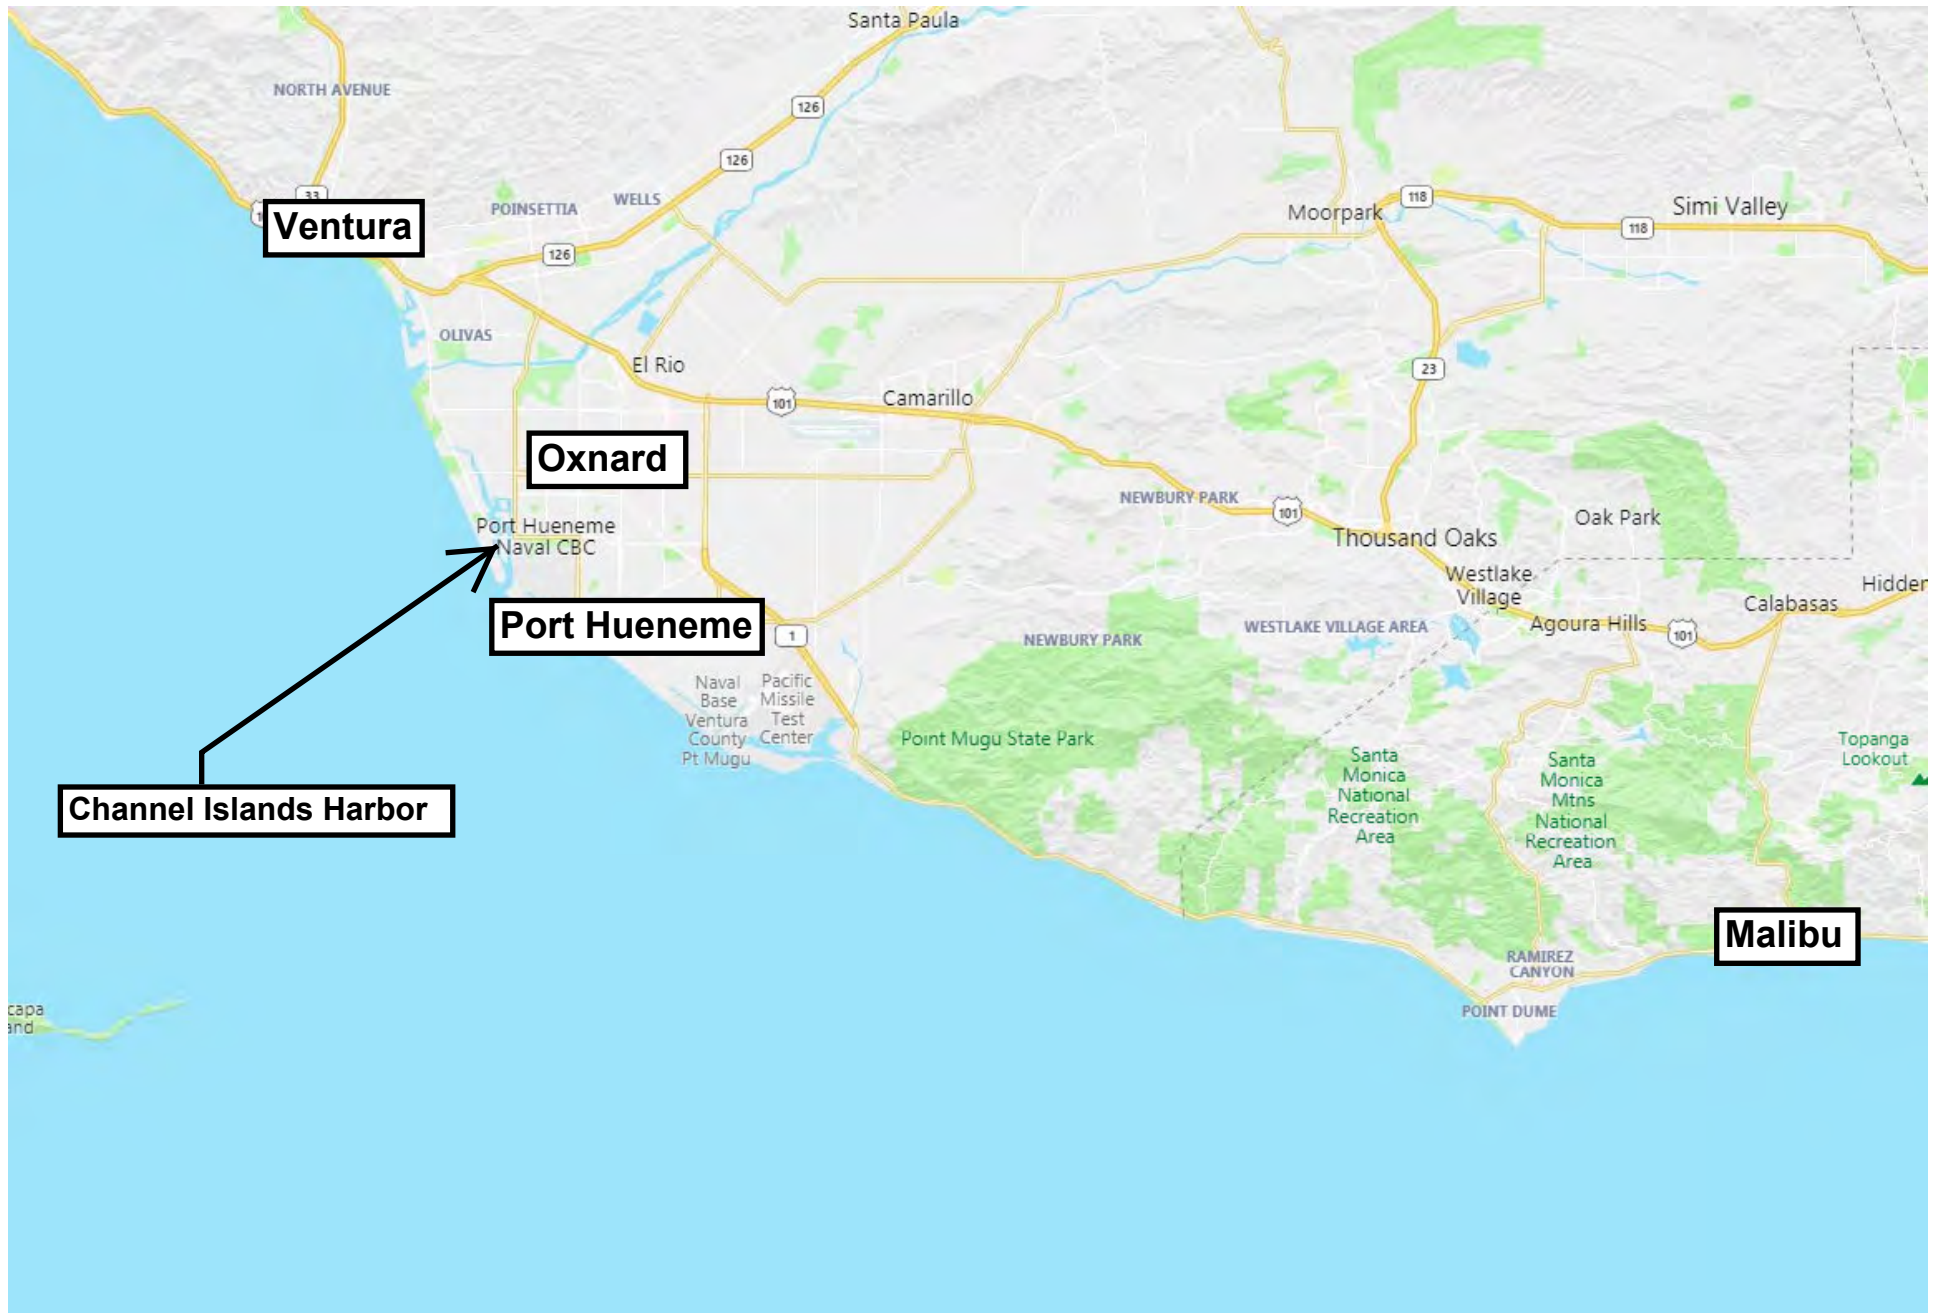 Santa Paula
NORTH AVENUE
126
126
33
WELLS
POINSETTIA
118
Simi Valley
Moorpark
118
Ventura
126
OLIVAS
El Rio
23
101
Camarillo
Oxnard
NEWBURY PARK
101
Oak Park
Port Hueneme
Naval CBC
Thousand Oaks
Westlake
Village
Hidden
Calabasas
Port Hueneme
1
NEWBURY PARK
WESTLAKE VILLAGE AREA
Agoura Hills
101
Naval
Base
Ventura
County
Pt Mugu
Pacific
Missile
Test
Center
Point Mugu State Park
Santa
Monica
National
Recreation
Area
Santa
Monica
Mtns
National
Recreation
Area
Topanga
Lookout
Channel Islands Harbor
Malibu
RAMIREZ
CANYON
POINT DUME
capa
and